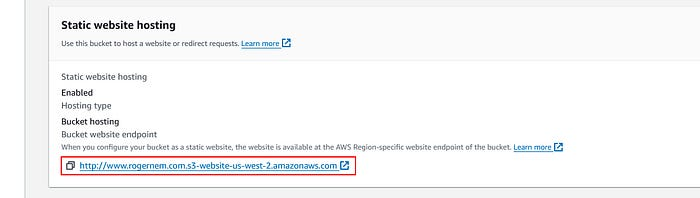 Static website hosting
Use this bucket to host a website or redirect requests. Learn more
Static website hosting
Enabled
Hosting type
Bucket hosting
Bucket website endpoint
When you configure your bucket as a static website, the website is available at the AWS Region-specific website endpoint of the bucket. Learn more
http://www.rogernem.com.s3-website-us-west-2.amazonaws.com